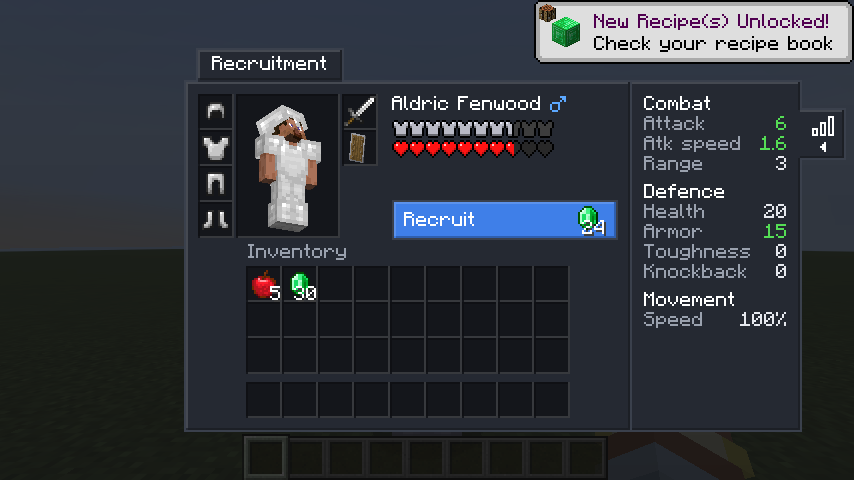 New Recipe(s) Unlocked!
Check your recipe book
Recruitment
Aldric Fenwood ♂
Recruit 24
Inventory
5 30
Combat
Attack 6
Atk speed 1.6
Range 3
Defence
Health 20
Armor 15
Toughness 0
Knockback 0
Movement
Speed 100%